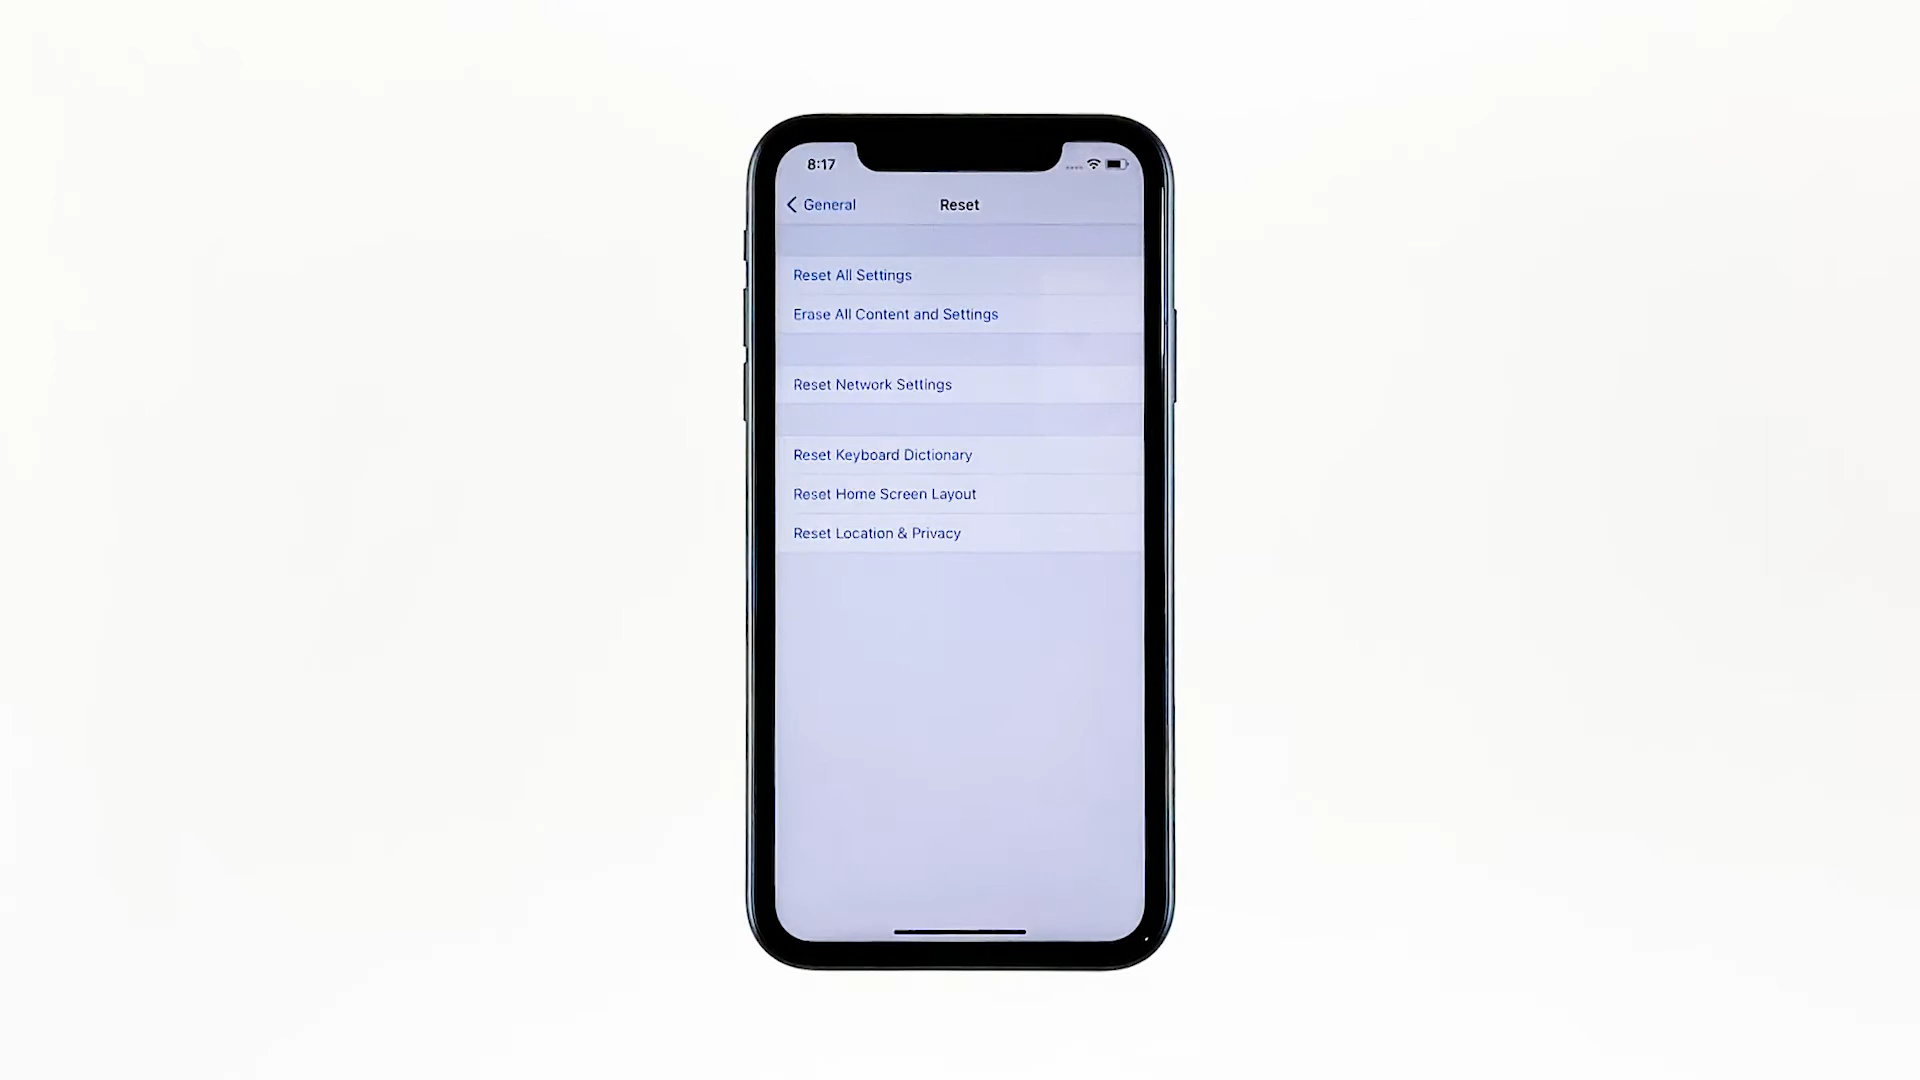 8:17
General
Reset
Reset All Settings
Erase All Content and Settings
Reset Network Settings
Reset Keyboard Dictionary
Reset Home Screen Layout
Reset Location & Privacy